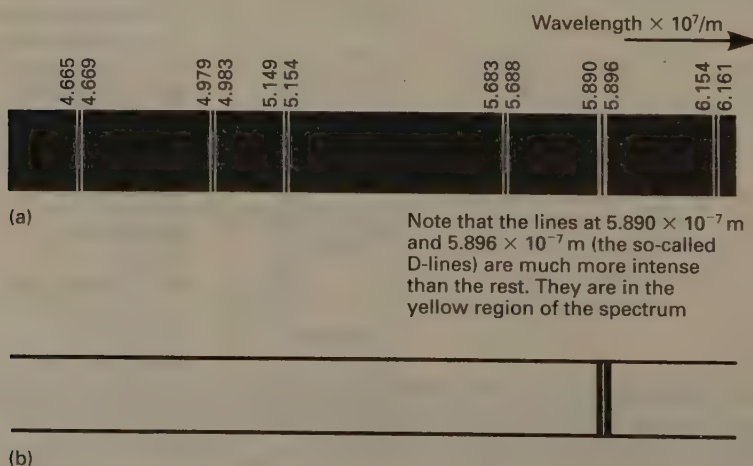 Wavelength × 10⁷/m
4.665
4.669
4.979
4.983
5.149
5.154
5.683
5.688
5.890
5.896
6.154
6.161
(a)
Note that the lines at 5.890 × 10⁻⁷ m
and 5.896 × 10⁻⁷ m (the so-called
D-lines) are much more intense
than the rest. They are in the
yellow region of the spectrum
(b)